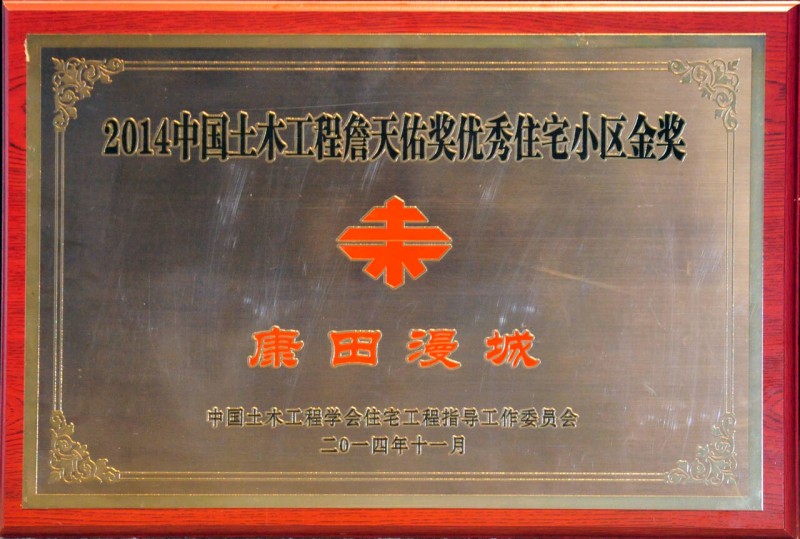 2014中国土木工程詹天佑奖优秀住宅小区金奖
康田漫城
中国土木工程学会住宅工程指导工作委员会
二〇一四年十一月